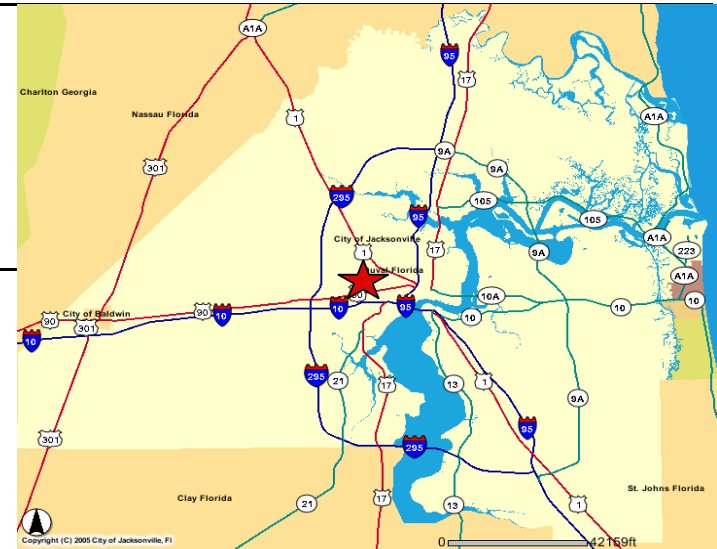 A1A
95
17
Charlton Georgia
Nassau Florida
1
A1A
9A
301
9A
295
105
95
105
City of Jacksonville
A1A
1
17
9A
223
Duval Florida
A1A
90
10A
10
90
City of Baldwin
90
10
10
95
10
10
301
10
295
21
17
13
1
9A
95
301
295
St. Johns Florida
Clay Florida
21
17
13
1
Copyright (C) 2005 City of Jacksonville, Fl
0
42159ft